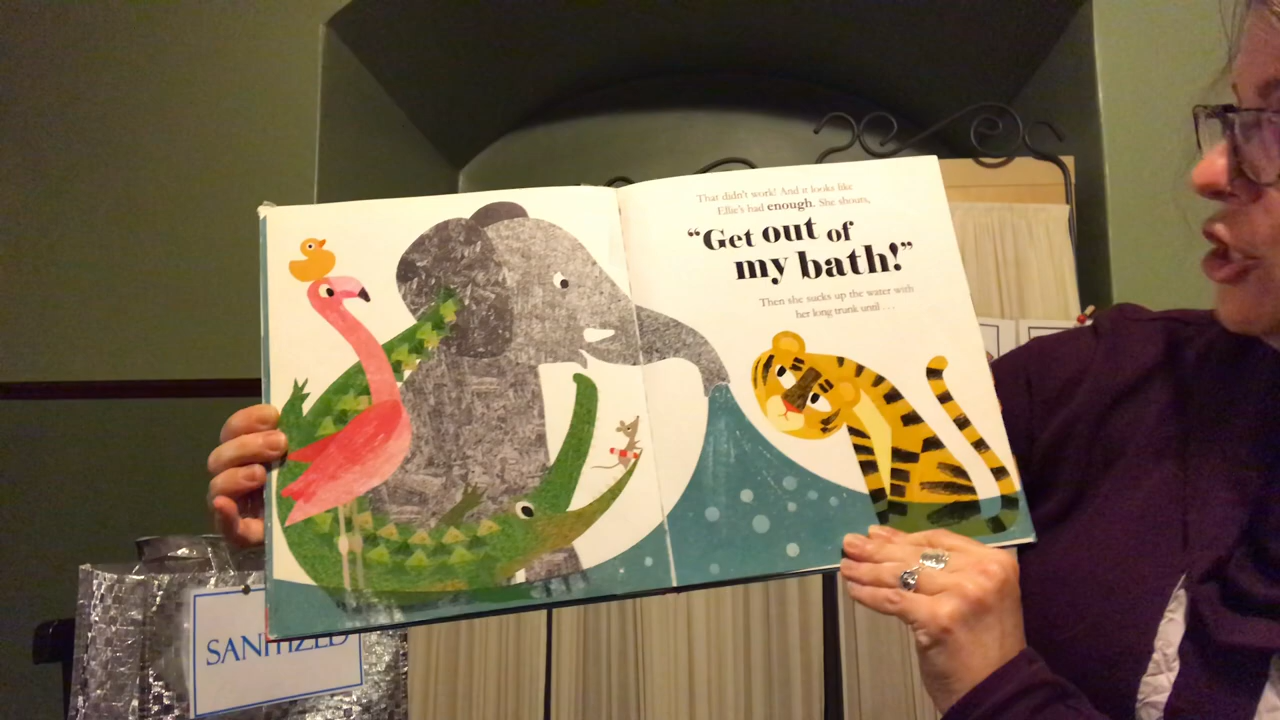 That didn't work! And it looks like
Ellie's had enough. She shouts,
"Get out of
my bath!"
Then she sucks up the water with
her long trunk until . . .
SANITIZED